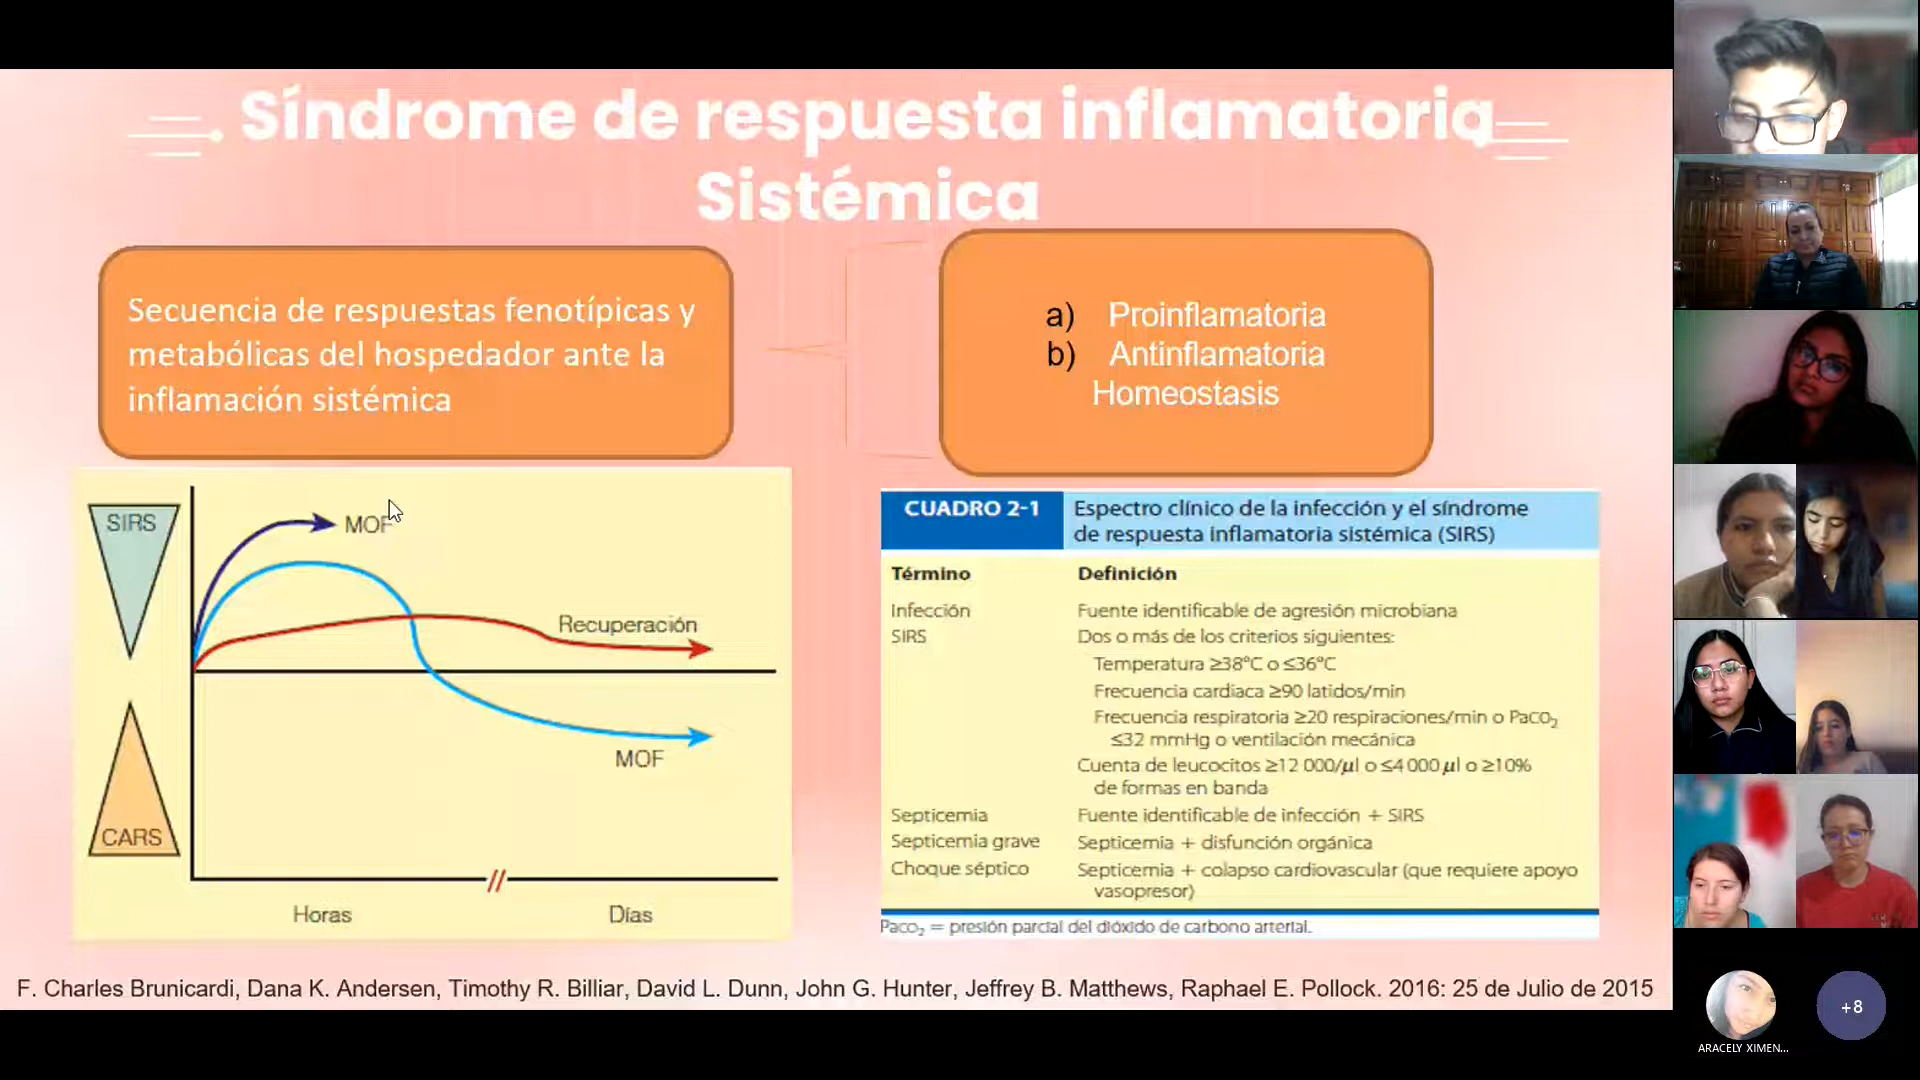 Síndrome de respuesta inflamatoria
Sistémica
Secuencia de respuestas fenotípicas y
metabólicas del hospedador ante la
inflamación sistémica
a) Proinflamatoria
b) Antinflamatoria
Homeostasis
SIRS
MOF
Recuperación
MOF
CARS
Horas
Días
CUADRO 2-1
Espectro clínico de la infección y el síndrome
de respuesta inflamatoria sistémica (SIRS)
Término Definición
Infección Fuente identificable de agresión microbiana
SIRS Dos o más de los criterios siguientes:
Temperatura ≥38°C o ≤36°C
Frecuencia cardiaca ≥90 latidos/min
Frecuencia respiratoria ≥20 respiraciones/min o Paco₂
≤32 mmHg o ventilación mecánica
Cuenta de leucocitos ≥12 000/μl o ≤4 000 μl o ≥10%
de formas en banda
Septicemia Fuente identificable de infección + SIRS
Septicemia grave Septicemia + disfunción orgánica
Choque séptico Septicemia + colapso cardiovascular (que requiere apoyo
vasopresor)
Paco₂ = presión parcial del dióxido de carbono arterial.
F. Charles Brunicardi, Dana K. Andersen, Timothy R. Billiar, David L. Dunn, John G. Hunter, Jeffrey B. Matthews, Raphael E. Pollock. 2016: 25 de Julio de 2015
+8
ARACELY XIMEN...